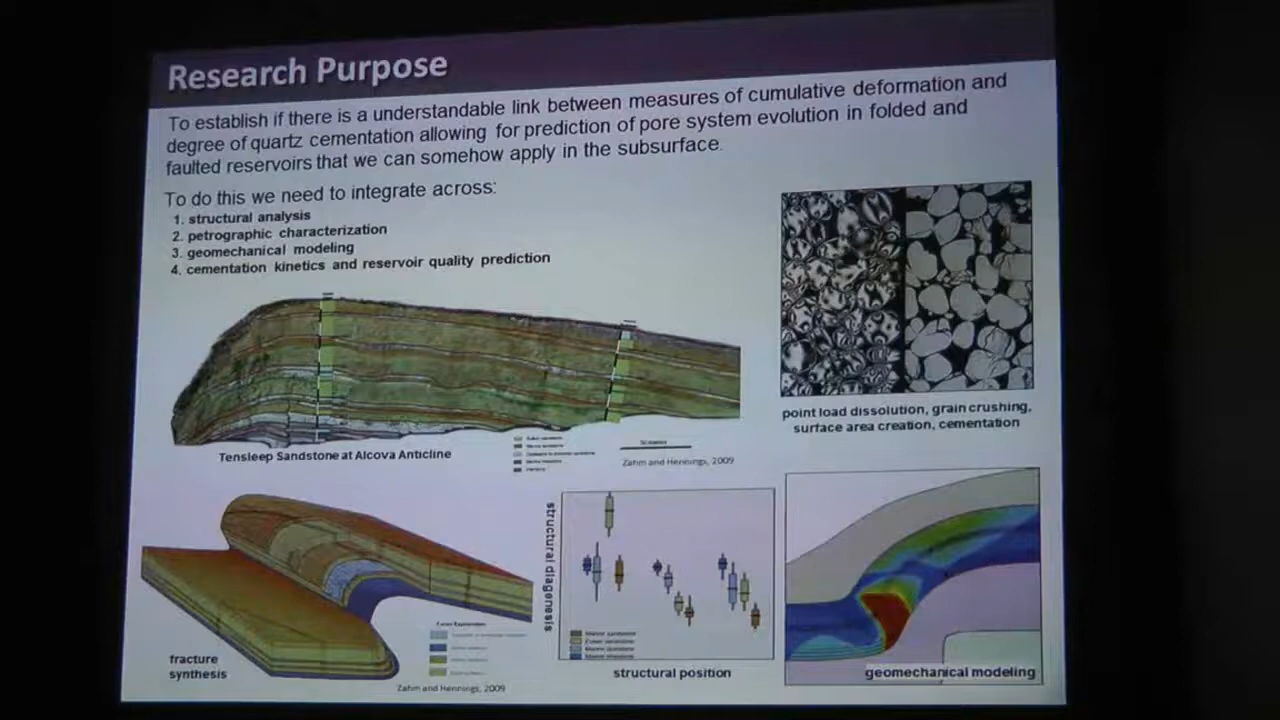 Research Purpose
To establish if there is a understandable link between measures of cumulative deformation and
degree of quartz cementation allowing for prediction of pore system evolution in folded and
faulted reservoirs that we can somehow apply in the subsurface.
To do this we need to integrate across:
1. structural analysis
2. petrographic characterization
3. geomechanical modeling
4. cementation kinetics and reservoir quality prediction
point load dissolution, grain crushing,
surface area creation, cementation
Tensleep Sandstone at Alcova Anticline
Zahm and Hennings, 2009
fracture
synthesis
Zahm and Hennings, 2009
structural diagenesis
structural position
geomechanical modeling